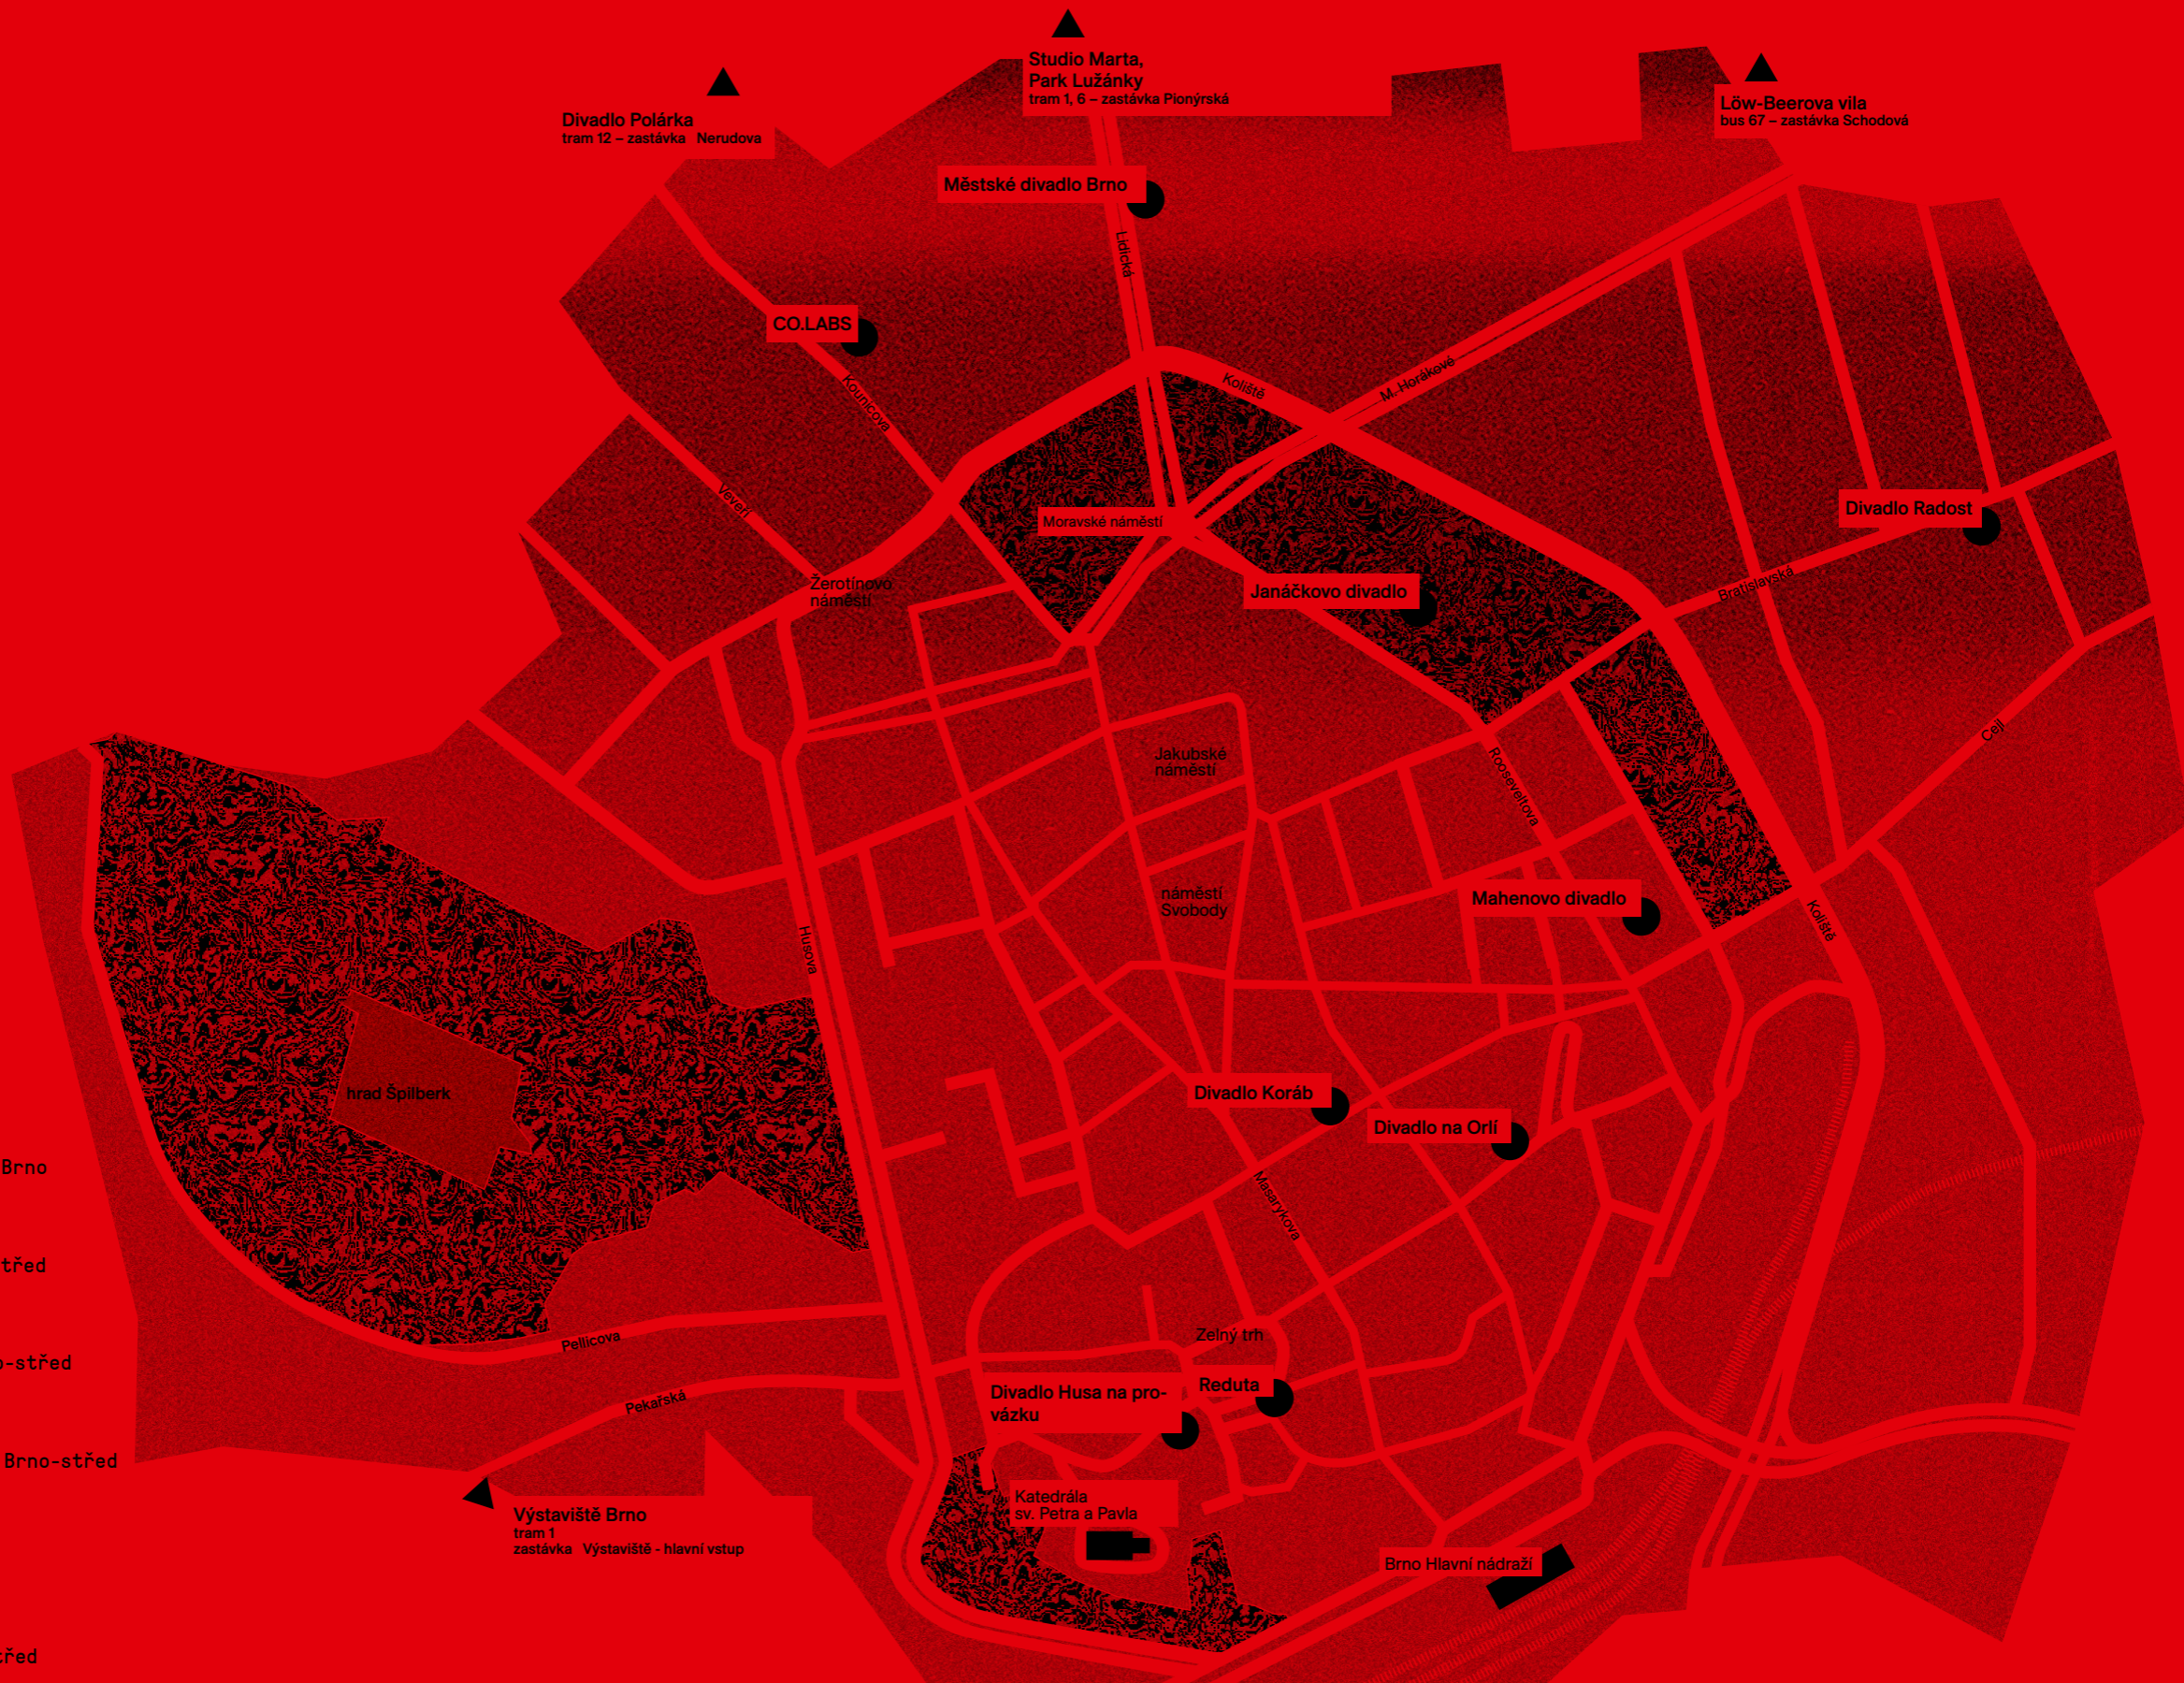 Studio Marta,
Park Lužánky
tram 1, 6 – zastávka Pionýrská
Löw-Beerova vila
bus 67 – zastávka Schodová
Divadlo Polárka
tram 12 – zastávka Nerudova
Městské divadlo Brno
Lidická
CO.LABS
Kounicova
Koliště
M. Horákové
Veveří
Moravské náměstí
Divadlo Radost
Žerotínovo
náměstí
Janáčkovo divadlo
Bratislavská
Jakubské
náměstí
Rooseveltova
Cejl
náměstí
Svobody
Mahenovo divadlo
Koliště
Husova
hrad Špilberk
Divadlo Koráb
Divadlo na Orlí
Brno
Masarykova
střed
Pellicova
Zelný trh
o-střed
Pekařská
Divadlo Husa na pro-
vázku
Reduta
Brno-střed
Výstaviště Brno
tram 1
zastávka Výstaviště - hlavní vstup
Katedrála
sv. Petra a Pavla
Brno Hlavní nádraží
střed